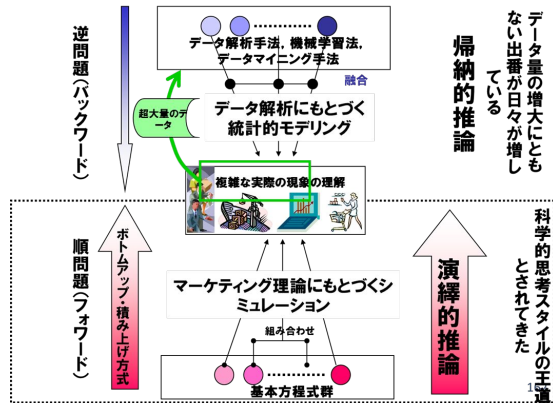 データ解析手法, 機械学習法,
データマイニング手法
融合
超大量のデ
ータ
データ解析にもとづく
統計的モデリング
複雑な実際の現象の理解
マーケティング理論にもとづくシ
ミュレーション
組み合わせ
基本方程式群
逆問題(バックワード)
順問題(フォワード)
ボトムアップ・積み上げ方式
帰納的推論
データ量の増大にとも
ない出番が日々が増し
ている
演繹的推論
科学的思考スタイルの王道
とされてきた